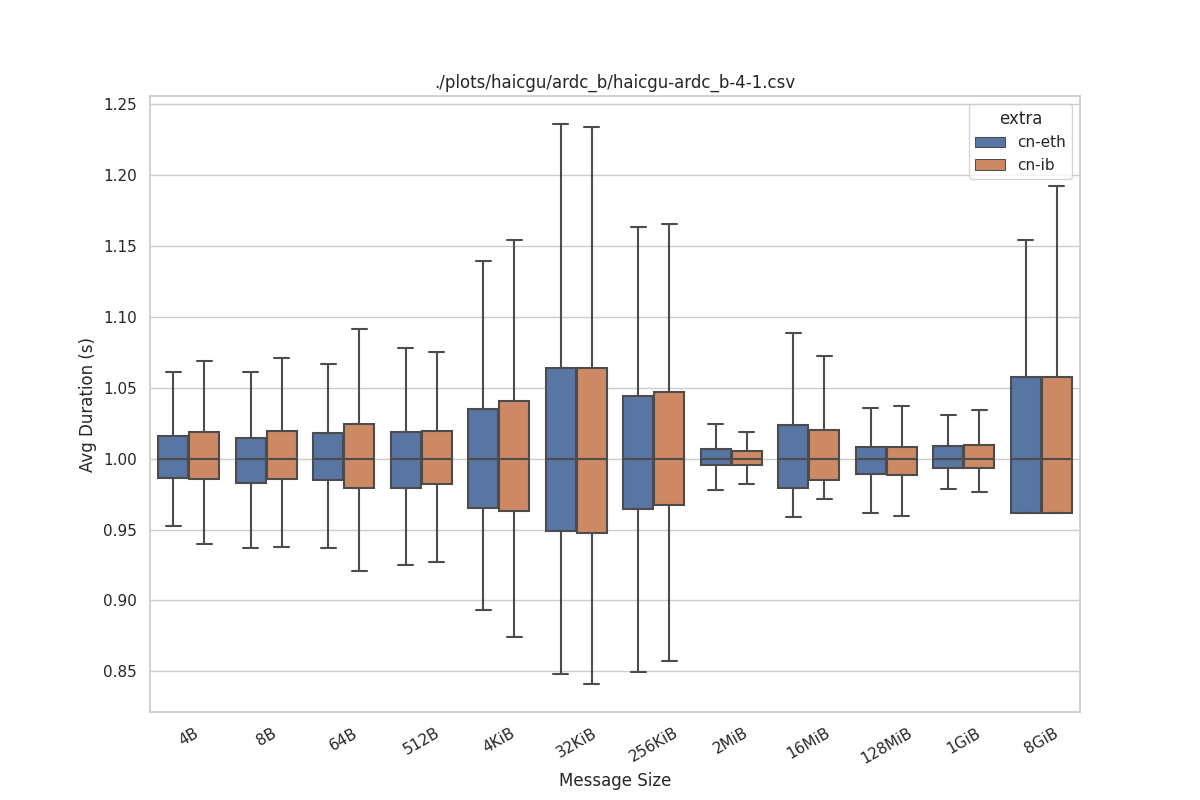 ./plots/haicgu/ardc_b/haicgu-ardc_b-4-1.csv
extra
cn-eth
cn-ib
Avg Duration (s)
1.25
1.20
1.15
1.10
1.05
1.00
0.95
0.90
0.85
4B
8B
64B
512B
4KiB
32KiB
256KiB
2MiB
16MiB
128MiB
1GiB
8GiB
Message Size